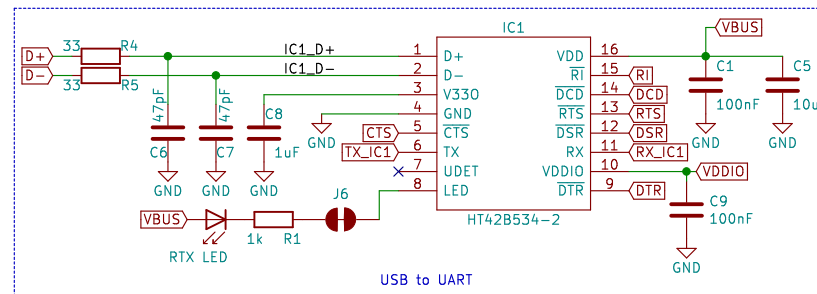 IC1
VBUS
D+
33
R4
IC1_D+
1
D+
VDD
16
D-
33
R5
IC1_D-
2
D-
RI
15
RI
C1
C5
47pF
47pF
C8
3
V33O
DCD
14
DCD
100nF
10u
4
GND
RTS
13
RTS
GND
CTS
5
CTS
DSR
12
DSR
GND
GND
C6
C7
1uF
TX_IC1
6
TX
RX
11
RX_IC1
7
UDET
VDDIO
10
VDDIO
GND
GND
GND
8
LED
DTR
9
DTR
J6
C9
VBUS
HT42B534-2
100nF
1k
R1
RTX LED
GND
USB to UART